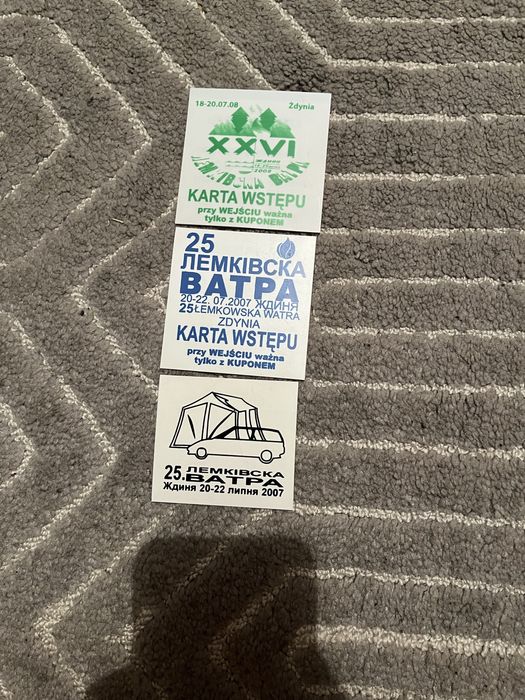 18-20.07.08 Żdynia
XXVI
2008
ЛЕМКІВСКА ВАТРА
KARTA WSTĘPU
przy WEJŚCIU ważna
tylko z KUPONEM
25
ЛЕМКІВСКА
ВАТРА
20-22. 07.2007 ЖДИНЯ
25 ŁEMKOWSKA WATRA
ZDYNIA
KARTA WSTĘPU
przy WEJŚCIU ważna
tylko z KUPONEM
25. ЛЕМКІВСКА
ВАТРА
Ждиня 20-22 липня 2007